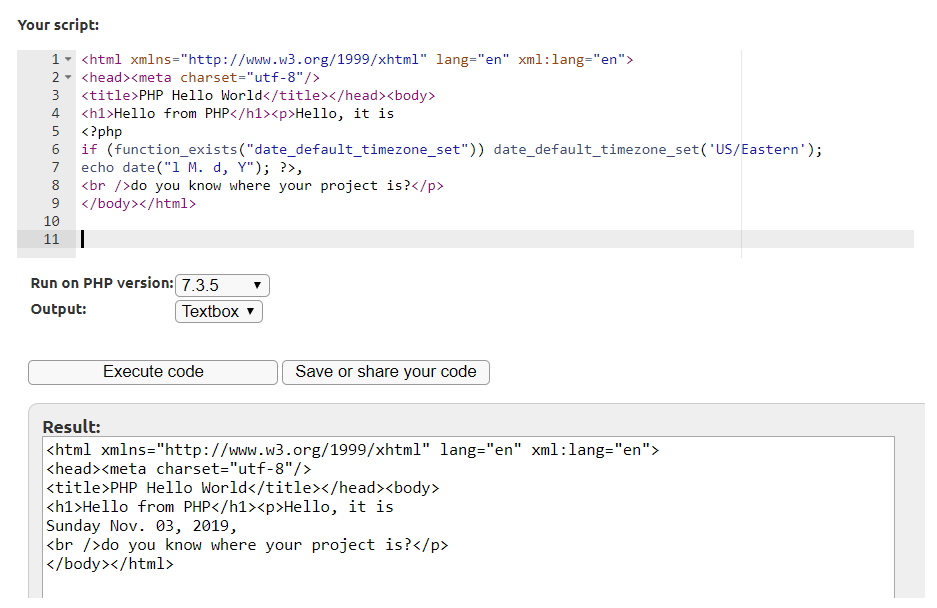 Your script:
1 <html xmlns="http://www.w3.org/1999/xhtml" lang="en" xml:lang="en">
2 <head><meta charset="utf-8"/>
3 <title>PHP Hello World</title></head><body>
4 <h1>Hello from PHP</h1><p>Hello, it is
5 <?php
6 if (function_exists("date_default_timezone_set")) date_default_timezone_set('US/Eastern');
7 echo date("l M. d, Y"); ?>,
8 <br />do you know where your project is?</p>
9 </body></html>
10
11
Run on PHP version: 7.3.5
Output: Textbox
Execute code Save or share your code
Result:
<html xmlns="http://www.w3.org/1999/xhtml" lang="en" xml:lang="en">
<head><meta charset="utf-8"/>
<title>PHP Hello World</title></head><body>
<h1>Hello from PHP</h1><p>Hello, it is
Sunday Nov. 03, 2019,
<br />do you know where your project is?</p>
</body></html>